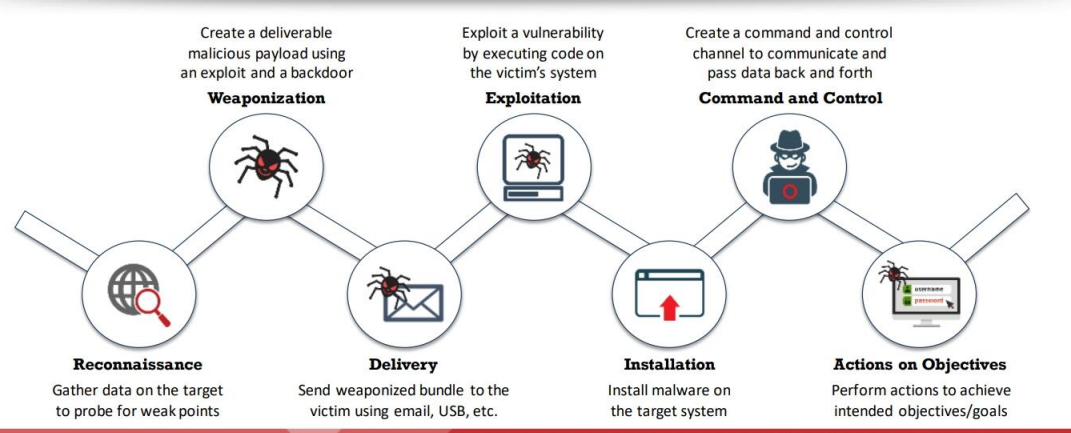 Create a deliverable
malicious payload using
an exploit and a backdoor
Weaponization
Exploit a vulnerability
by executing code on
the victim's system
Exploitation
Create a command and control
channel to communicate and
pass data back and forth
Command and Control
username
password
Reconnaissance
Gather data on the target
to probe for weak points
Delivery
Send weaponized bundle to the
victim using email, USB, etc.
Installation
Install malware on
the target system
Actions on Objectives
Perform actions to achieve
intended objectives/goals